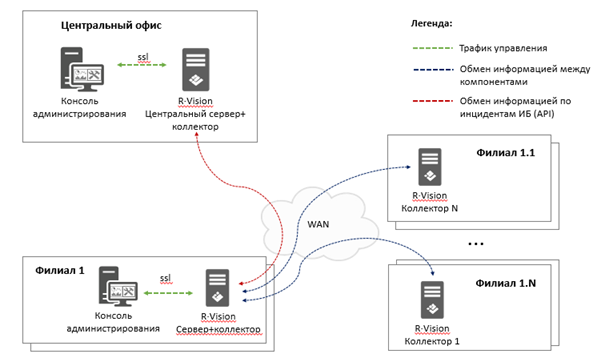 Центральный офис
ssl
Консоль
администрирования
R-Vision
Центральный сервер+
коллектор
Легенда:
Трафик управления
Обмен информацией между
компонентами
Обмен информацией по
инцидентам ИБ (API)
WAN
Филиал 1.1
R-Vision
Коллектор N
...
Филиал 1
ssl
Консоль
администрирования
R-Vision
Сервер+коллектор
Филиал 1.N
R-Vision
Коллектор 1